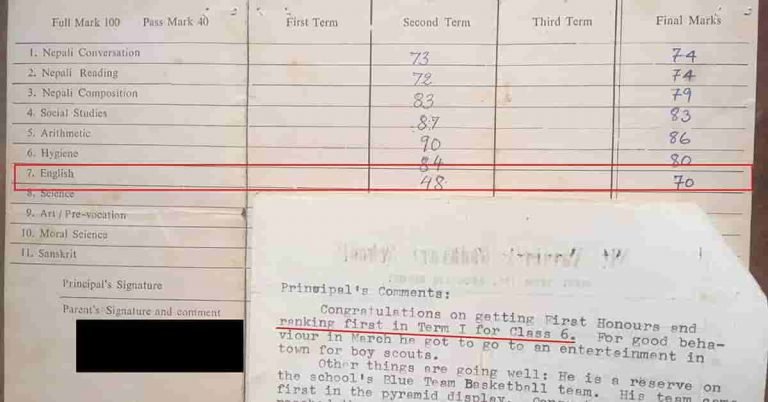 Full Mark 100 Pass Mark 40 First Term Second Term Third Term Final Marks
1. Nepali Conversation 73 74
2. Nepali Reading 72 74
3. Nepali Composition 83 79
4. Social Studies 87 83
5. Arithmetic 90 86
6. Hygiene 84 80
7. English 48 70
8. Science
9. Art / Pre-vocation
10. Moral Science
11. Sanskrit
Principal's Signature
Parent's Signature and comment
Prinsipal's Comments:
Congratulations on getting First Honours and
ranking first in Term I for Class 6. For good beha-
viour in March he got to go to an entertainment in
town for boy scouts.
Other things are going well: He is a reserve on
the school's Blue Team Basketball team. His team came
first in the pyramid display.